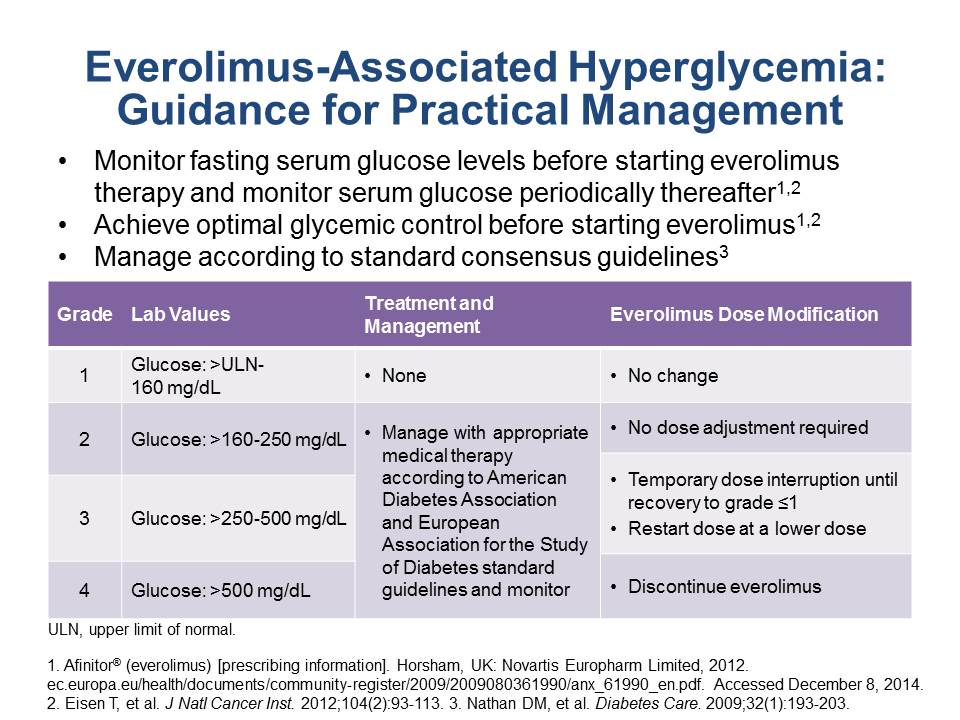 Everolimus-Associated Hyperglycemia:
Guidance for Practical Management
• Monitor fasting serum glucose levels before starting everolimus
therapy and monitor serum glucose periodically thereafter1,2
• Achieve optimal glycemic control before starting everolimus1,2
• Manage according to standard consensus guidelines3
Grade
Lab Values
Treatment and
Management
Everolimus Dose Modification
1
Glucose: >ULN-
160 mg/dL
• None
• No change
2
Glucose: >160-250 mg/dL
• Manage with appropriate
medical therapy
according to American
Diabetes Association
and European
Association for the Study
of Diabetes standard
guidelines and monitor
• No dose adjustment required
3
Glucose: >250-500 mg/dL
• Temporary dose interruption until
recovery to grade ≤1
• Restart dose at a lower dose
4
Glucose: >500 mg/dL
• Discontinue everolimus
ULN, upper limit of normal.
1. Afinitor® (everolimus) [prescribing information]. Horsham, UK: Novartis Europharm Limited, 2012.
ec.europa.eu/health/documents/community-register/2009/2009080361990/anx_61990_en.pdf. Accessed December 8, 2014.
2. Eisen T, et al. J Natl Cancer Inst. 2012;104(2):93-113. 3. Nathan DM, et al. Diabetes Care. 2009;32(1):193-203.